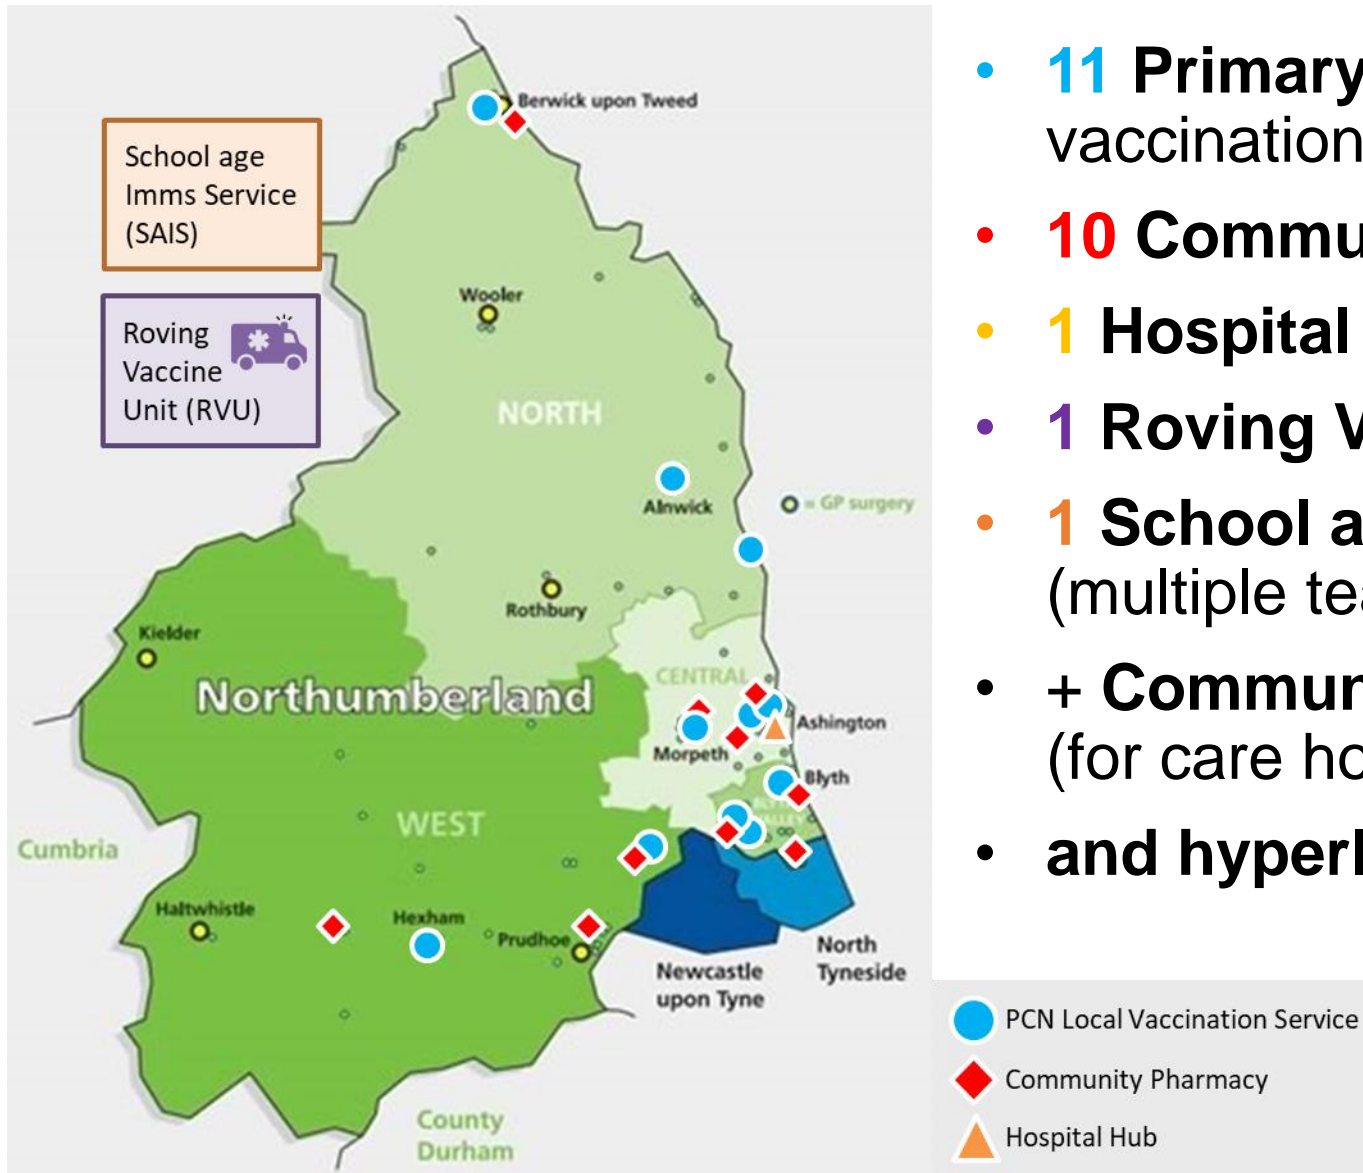 Berwick upon Tweed
School age
Imms Service
(SAIS)
Roving
Vaccine
Unit (RVU)
Wooler
NORTH
Alnwick
= GP surgery
Rothbury
Kielder
CENTRAL
Northumberland
Ashington
Morpeth
Blyth
WEST
Cumbria
Haltwhistle
Hexham
Prudhoe
North
Tyneside
Newcastle
upon Tyne
County
Durham
• 11 Primary
vaccination
• 10 Commu
• 1 Hospital
• 1 Roving V
• 1 School a
(multiple tea
• + Commun
(for care ho
• and hyperl
PCN Local Vaccination Service
Community Pharmacy
Hospital Hub